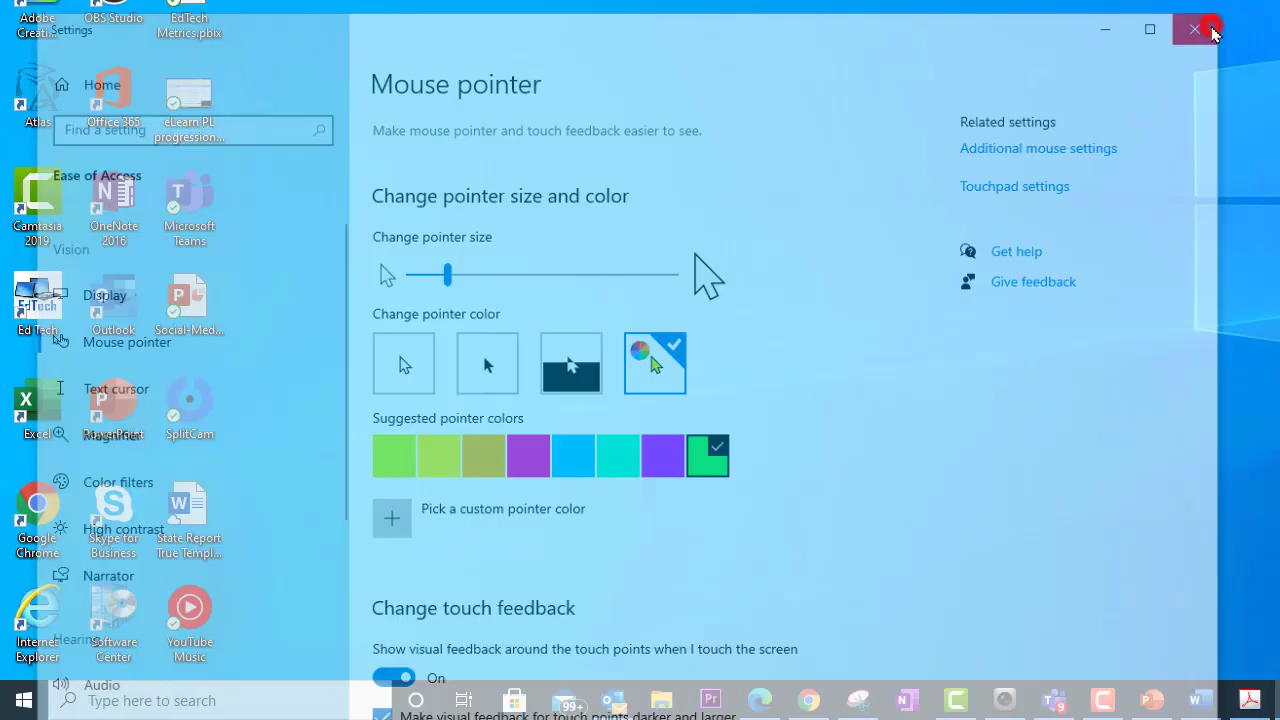 Adobe
Creati...
OBS Studio
EdTech
Metrics.pbix
Settings
Home
Atlas
Office 365
eLearn PL
progression...
Find a setting
Ease of Access
Camtasia
2019
OneNote
2016
Microsoft
Teams
Vision
Display
Ed Tech
Outlook
Social-Med...
Mouse pointer
Text cursor
Excel
PowerPoint
SplitCam
Magnifier
Color filters
Google
Chrome
Skype for
Business
State Report
True Templ...
High contrast
Narrator
Internet
Explorer
Software
Center
YouTube
Music
Hearing
Audio
Mouse pointer
Make mouse pointer and touch feedback easier to see.
Change pointer size and color
Change pointer size
Change pointer color
Suggested pointer colors
Pick a custom pointer color
Change touch feedback
Show visual feedback around the touch points when I touch the screen
On
Make visual feedback for touch points darker and larger
Related settings
Additional mouse settings
Touchpad settings
Get help
Give feedback
Type here to search
99+
9